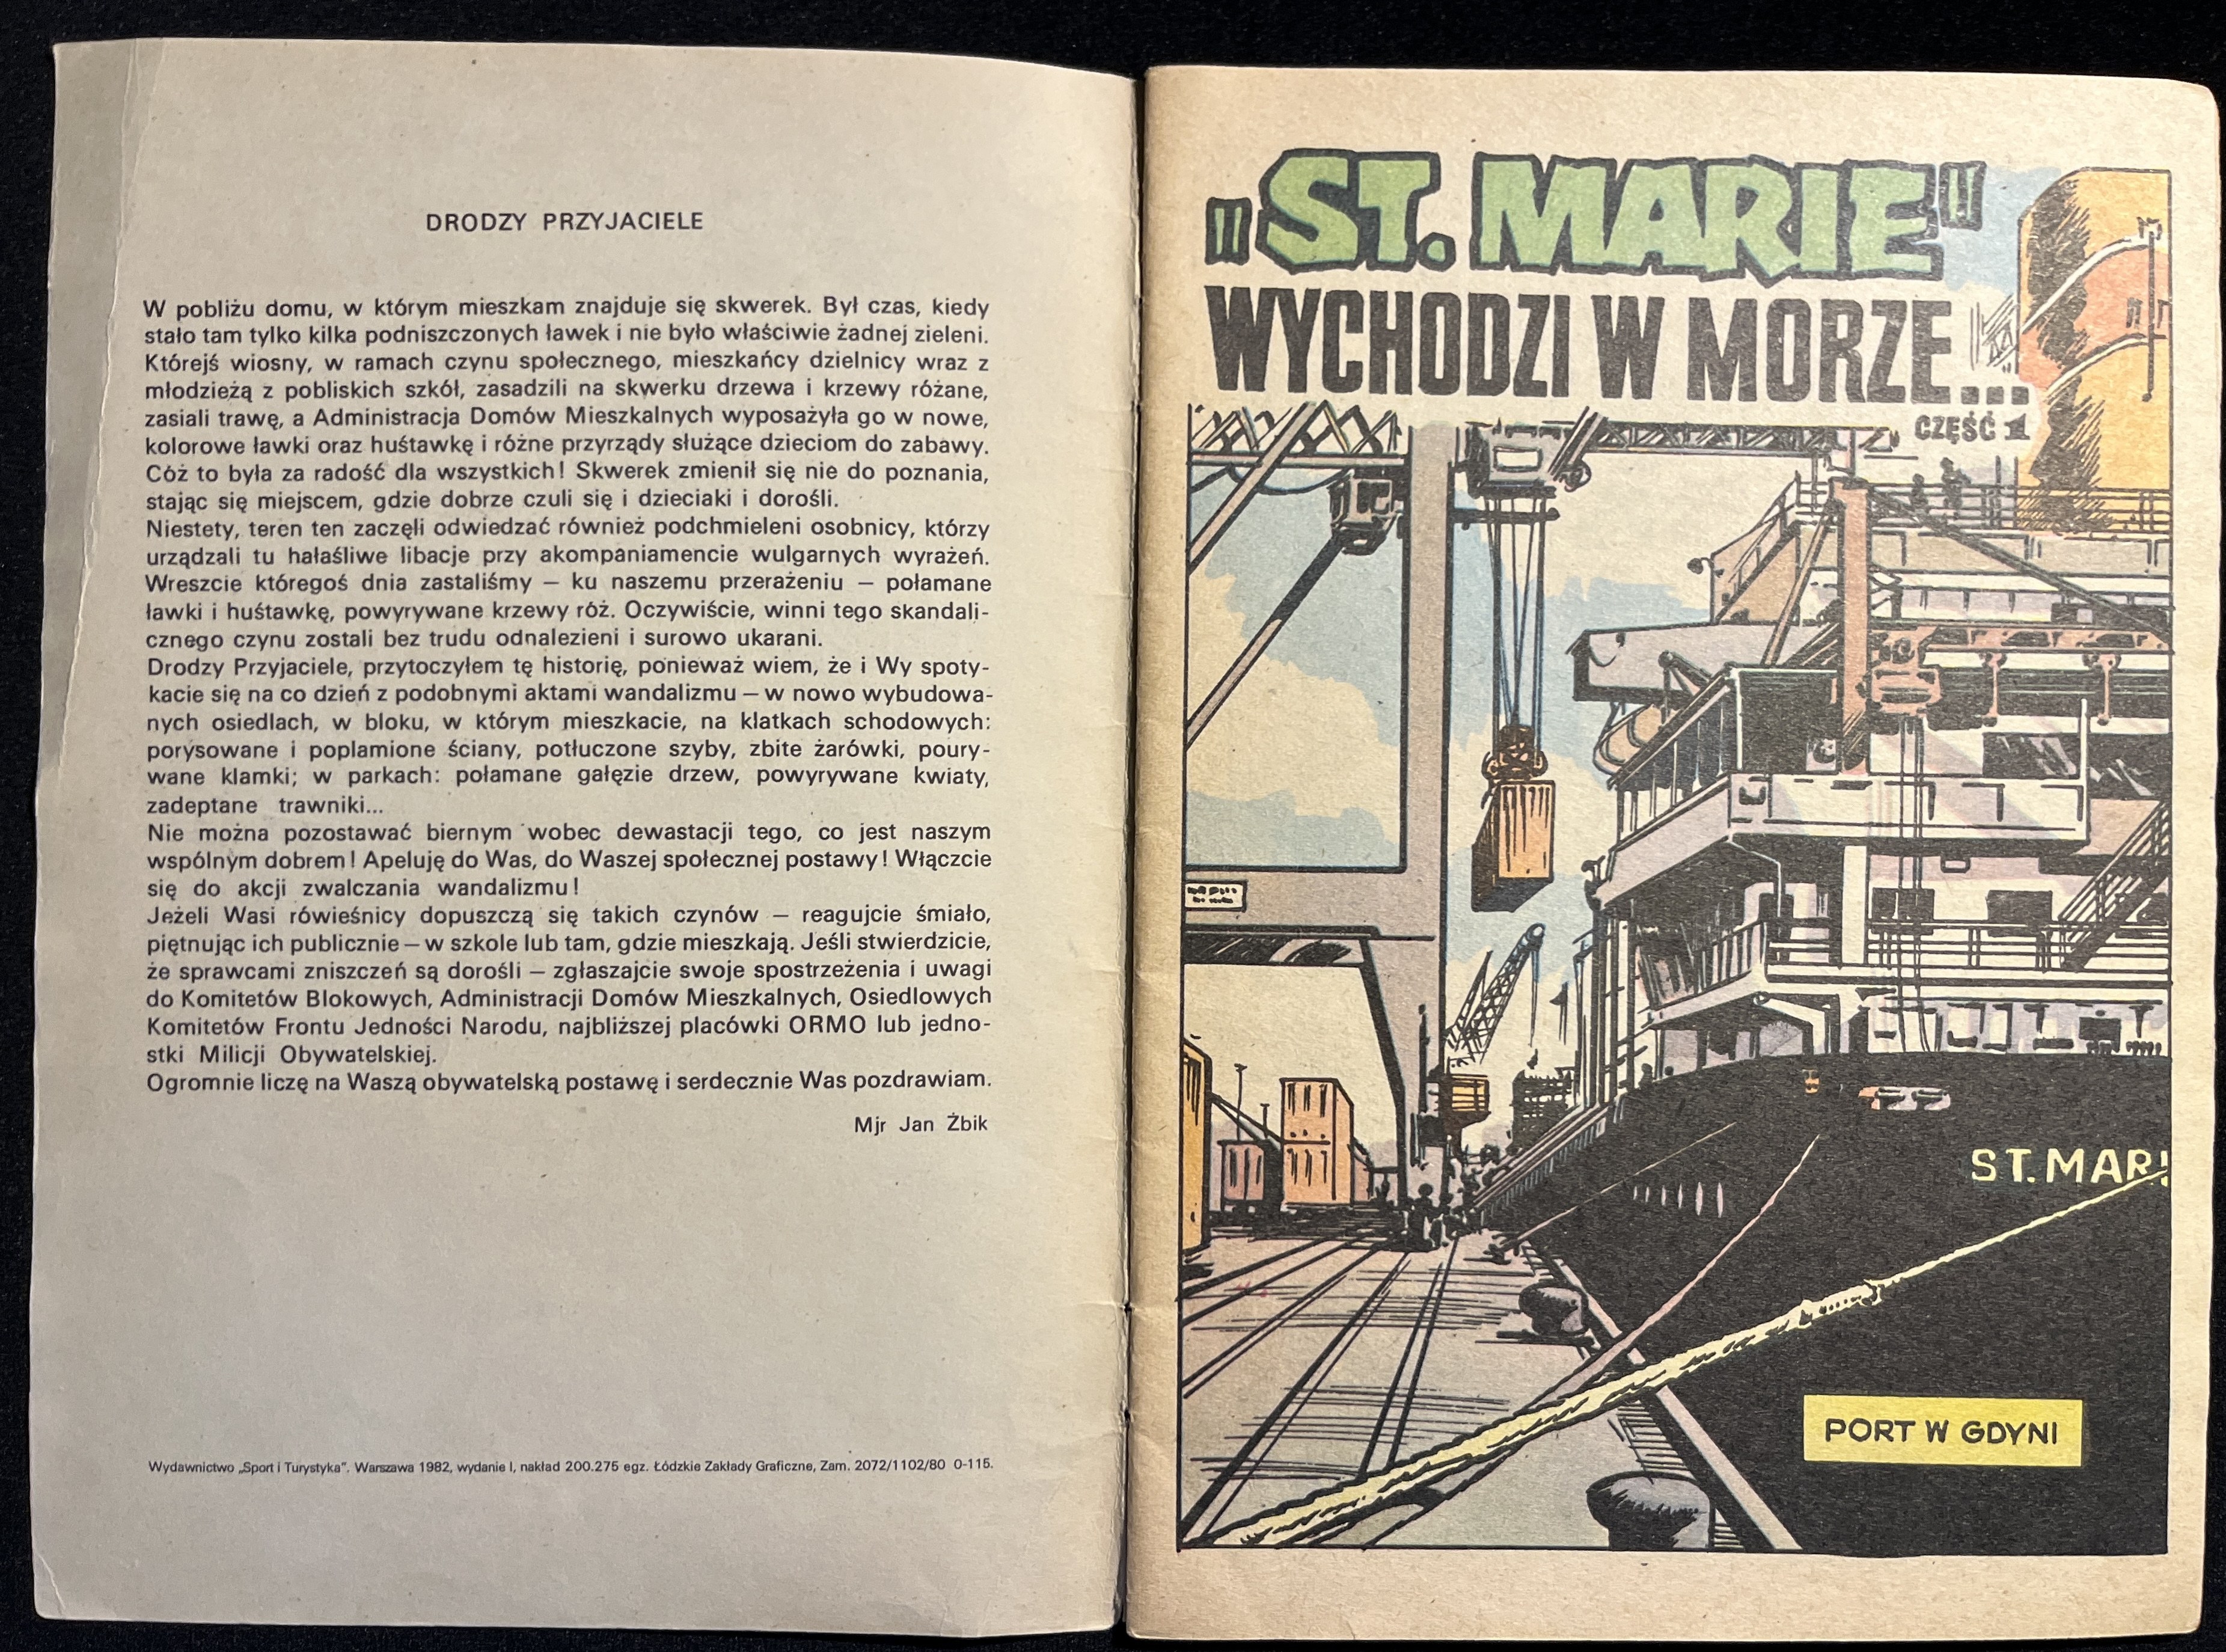 DRODZY PRZYJACIELE
W pobliżu domu, w którym mieszkam znajduje się skwerek. Był czas, kiedy
stało tam tylko kilka podniszczonych ławek i nie było właściwie żadnej zieleni.
Którejś wiosny, w ramach czynu społecznego, mieszkańcy dzielnicy wraz z
młodzieżą z pobliskich szkół, zasadzili na skwerku drzewa i krzewy różane,
zasiali trawę, a Administracja Domów Mieszkalnych wyposażyła go w nowe,
kolorowe ławki oraz huśtawkę i różne przyrządy służące dzieciom do zabawy.
Cóż to była za radość dla wszystkich! Skwerek zmienił się nie do poznania,
stając się miejscem, gdzie dobrze czuli się i dzieciaki i dorośli.
Niestety, teren ten zaczęli odwiedzać również podchmieleni osobnicy, którzy
urządzali tu hałaśliwe libacje przy akompaniamencie wulgarnych wyrażeń.
Wreszcie któregoś dnia zastaliśmy — ku naszemu przerażeniu — połamane
ławki i huśtawkę, powyrywane krzewy róż. Oczywiście, winni tego skandali-
cznego czynu zostali bez trudu odnalezieni i surowo ukarani.
Drodzy Przyjaciele, przytoczyłem tę historię, ponieważ wiem, że i Wy spoty-
kacie się na co dzień z podobnymi aktami wandalizmu — w nowo wybudowa-
nych osiedlach, w bloku, w którym mieszkacie, na klatkach schodowych:
porysowane i poplamione ściany, potłuczone szyby, zbite żarówki, poury-
wane klamki; w parkach: połamane gałęzie drzew, powyrywane kwiaty,
zadeptane trawniki...
Nie można pozostawać biernym wobec dewastacji tego, co jest naszym
wspólnym dobrem! Apeluję do Was, do Waszej społecznej postawy! Włączcie
się do akcji zwalczania wandalizmu!
Jeżeli Wasi rówieśnicy dopuszczą się takich czynów — reagujcie śmiało,
piętnując ich publicznie — w szkole lub tam, gdzie mieszkają. Jeśli stwierdzicie,
że sprawcami zniszczeń są dorośli — zgłaszajcie swoje spostrzeżenia i uwagi
do Komitetów Blokowych, Administracji Domów Mieszkalnych, Osiedlowych
Komitetów Frontu Jedności Narodu, najbliższej placówki ORMO lub jedno-
stki Milicji Obywatelskiej.
Ogromnie liczę na Waszą obywatelską postawę i serdecznie Was pozdrawiam.
Mjr Jan Żbik
Wydawnictwo „Sport i Turystyka”. Warszawa 1982, wydanie I, nakład 200.275 egz. Łódzkie Zakłady Graficzne, Zam. 2072/1102/80 0-115.
"ST. MARIE"
WYCHODZI W MORZE...
CZĘŚĆ 1
ST. MARI
PORT W GDYNI